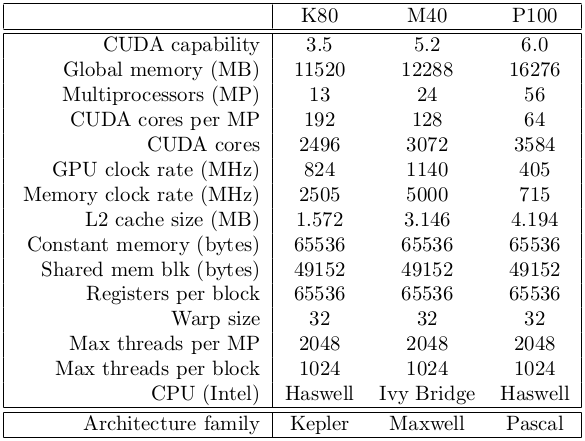 K80 M40 P100
CUDA capability 3.5 5.2 6.0
Global memory (MB) 11520 12288 16276
Multiprocessors (MP) 13 24 56
CUDA cores per MP 192 128 64
CUDA cores 2496 3072 3584
GPU clock rate (MHz) 824 1140 405
Memory clock rate (MHz) 2505 5000 715
L2 cache size (MB) 1.572 3.146 4.194
Constant memory (bytes) 65536 65536 65536
Shared mem blk (bytes) 49152 49152 49152
Registers per block 65536 65536 65536
Warp size 32 32 32
Max threads per MP 2048 2048 2048
Max threads per block 1024 1024 1024
CPU (Intel) Haswell Ivy Bridge Haswell
Architecture family Kepler Maxwell Pascal